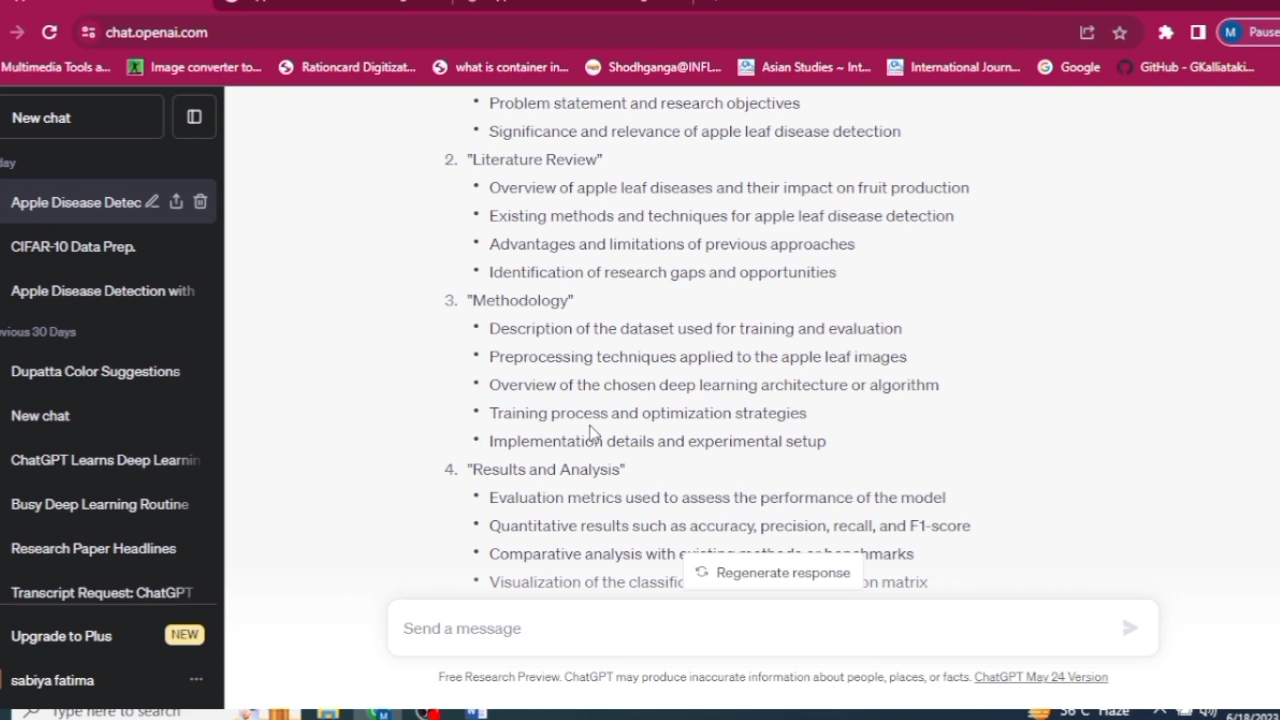 chat.openai.com
Pause
Multimedia Tools a...
Image converter to...
Rationcard Digitizat...
what is container in...
Shodhganga@INFL...
Asian Studies ~ Int...
International Journ...
Google
GitHub - GKalliataki...
New chat
Apple Disease Detec
CIFAR-10 Data Prep.
Apple Disease Detection with
Days
Dupatta Color Suggestions
New chat
ChatGPT Learns Deep Learnin
Busy Deep Learning Routine
Research Paper Headlines
Transcript Request: ChatGPT
Upgrade to Plus
NEW
sabiya fatima
• Problem statement and research objectives
• Significance and relevance of apple leaf disease detection
2. "Literature Review"
• Overview of apple leaf diseases and their impact on fruit production
• Existing methods and techniques for apple leaf disease detection
• Advantages and limitations of previous approaches
• Identification of research gaps and opportunities
3. "Methodology"
• Description of the dataset used for training and evaluation
• Preprocessing techniques applied to the apple leaf images
• Overview of the chosen deep learning architecture or algorithm
• Training process and optimization strategies
• Implementation details and experimental setup
4. "Results and Analysis"
• Evaluation metrics used to assess the performance of the model
• Quantitative results such as accuracy, precision, recall, and F1-score
• Comparative analysis with existing methods or benchmarks
• Visualization of the classific
on matrix
Regenerate response
Send a message
Free Research Preview. ChatGPT may produce inaccurate information about people, places, or facts. ChatGPT May 24 Version
Type here to search
Haze